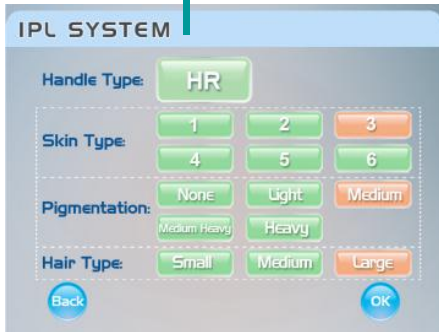 IPL SYSTEM
Handle Type: HR
Skin Type: 1 2 3
4 5 6
Pigmentation: None Light Medium
Medium Heavy Heavy
Hair Type: Small Medium Large
Back OK